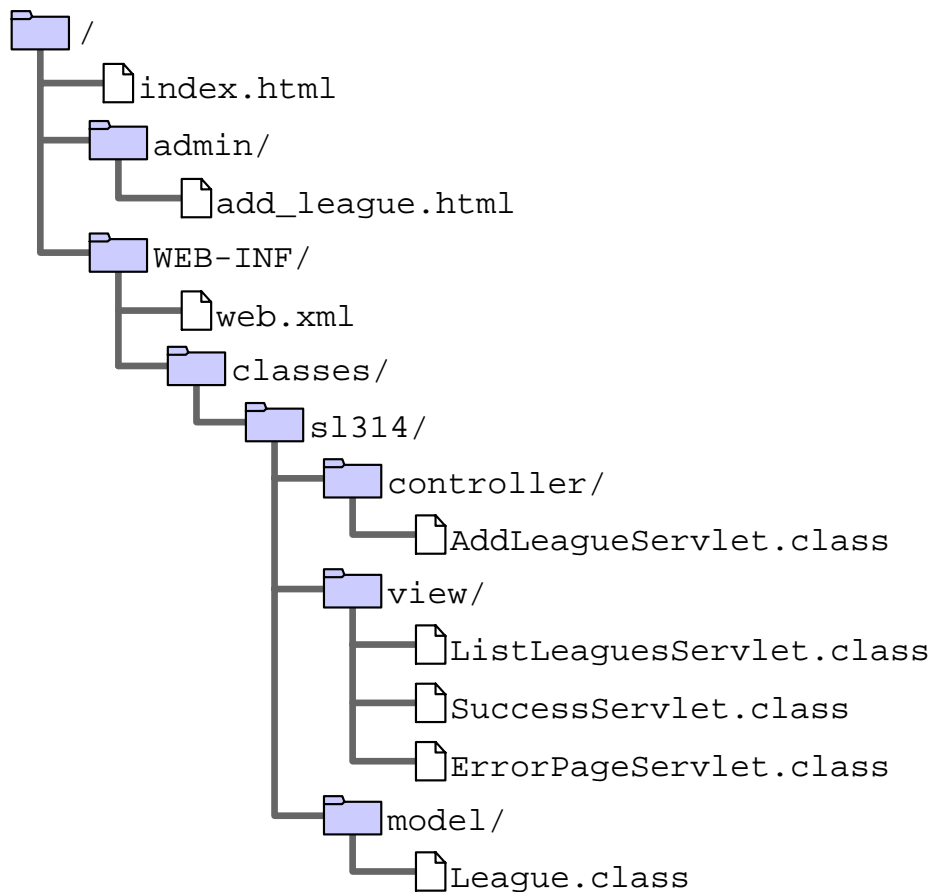 /
index.html
admin/
add_league.html
WEB-INF/
web.xml
classes/
sl314/
controller/
AddLeagueServlet.class
view/
ListLeaguesServlet.class
SuccessServlet.class
ErrorPageServlet.class
model/
League.class